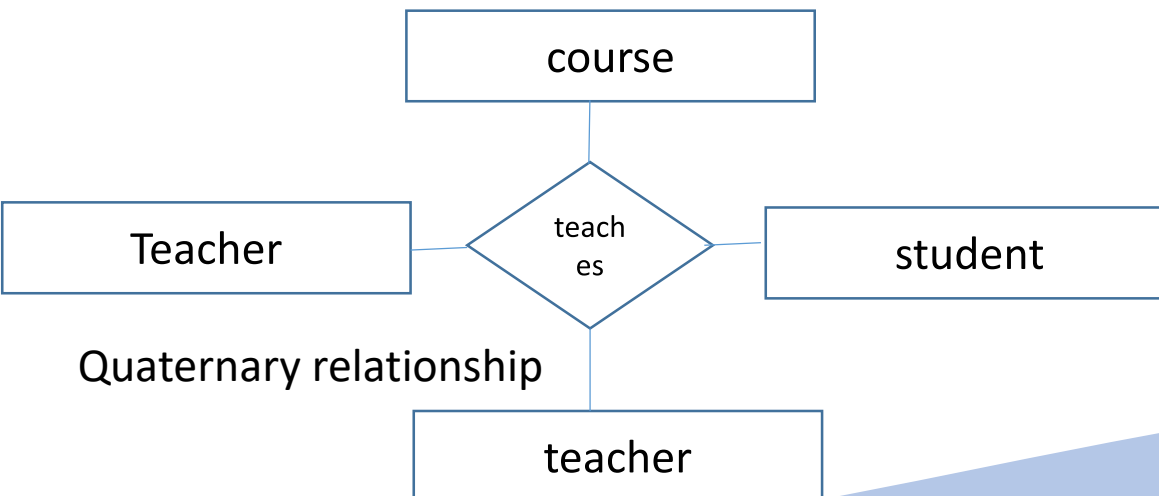 course
Teacher
teach
es
student
Quaternary relationship
teacher